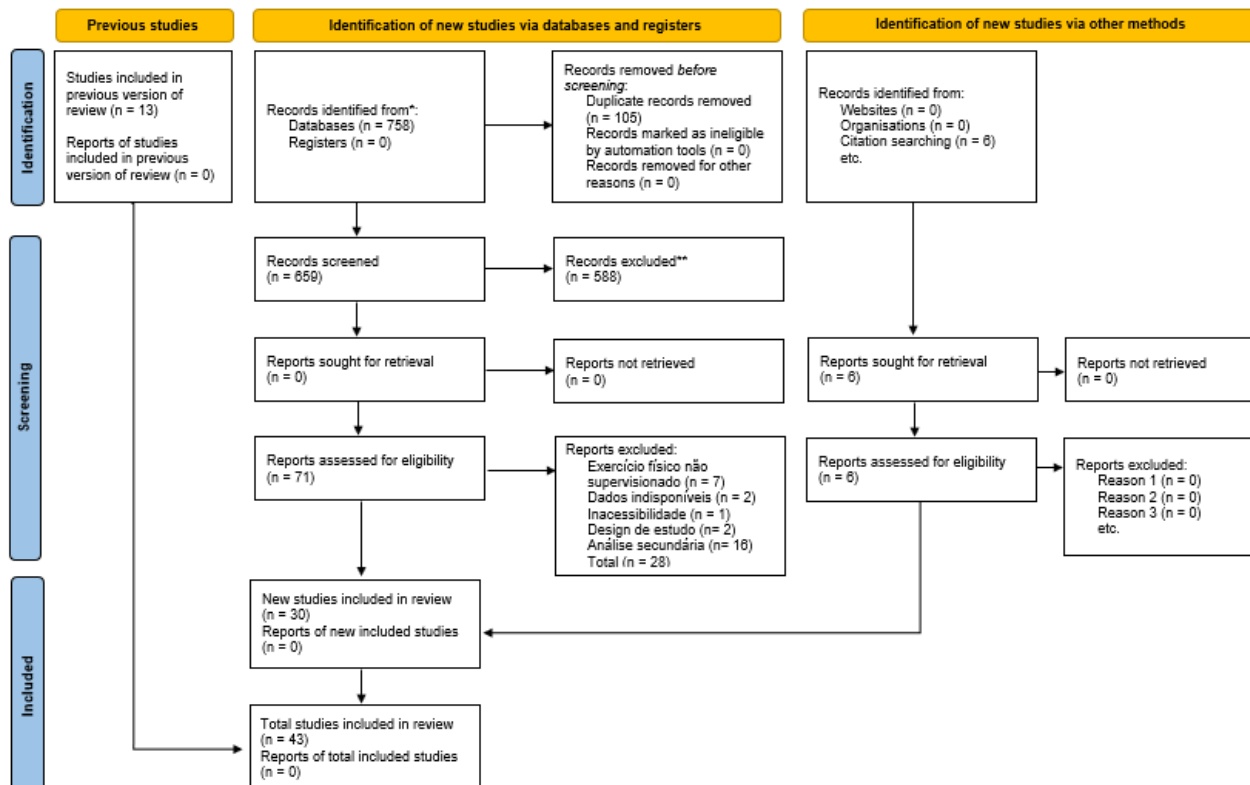 Previous studies
Identification of new studies via databases and registers
Identification of new studies via other methods
Identification
Studies included in
previous version of
review (n = 13)
Reports of studies
included in previous
version of review (n = 0)
Records identified from*:
Databases (n = 758)
Registers (n = 0)
Records removed before
screening:
Duplicate records removed
(n = 105)
Records marked as ineligible
by automation tools (n = 0)
Records removed for other
reasons (n = 0)
Records identified from:
Websites (n = 0)
Organisations (n = 0)
Citation searching (n = 6)
etc.
Screening
Records screened
(n = 659)
Records excluded**
(n = 588)
Reports sought for retrieval
(n = 0)
Reports not retrieved
(n = 0)
Reports sought for retrieval
(n = 6)
Reports not retrieved
(n = 0)
Reports assessed for eligibility
(n = 71)
Reports excluded:
Exercício físico não
supervisionado (n = 7)
Dados indisponíveis (n = 2)
Inacessibilidade (n = 1)
Design de estudo (n= 2)
Análise secundária (n= 16)
Total (n = 28)
Reports assessed for eligibility
(n = 6)
Reports excluded:
Reason 1 (n = 0)
Reason 2 (n = 0)
Reason 3 (n = 0)
etc.
Included
New studies included in review
(n = 30)
Reports of new included studies
(n = 0)
Total studies included in review
(n = 43)
Reports of total included studies
(n = 0)